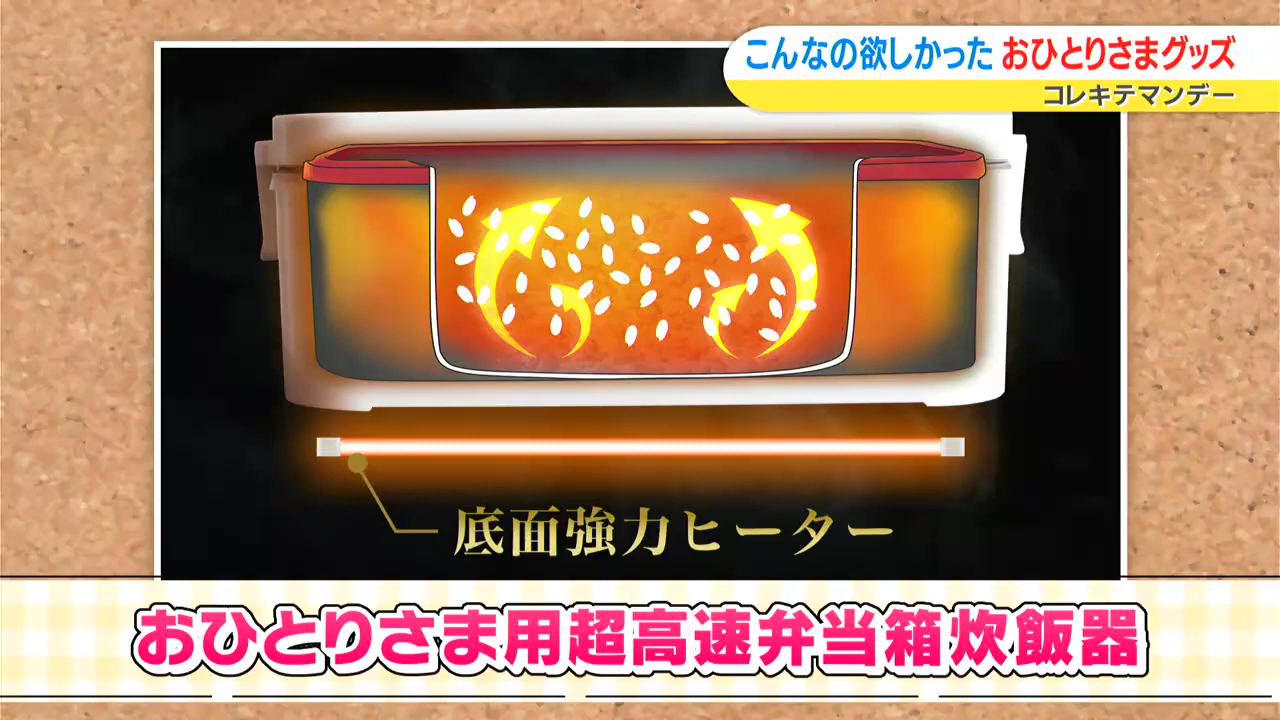 こんなの欲しかった おひとりさまグッズ
コレキテマンデー
底面強力ヒーター
おひとりさま用超高速弁当箱炊飯器